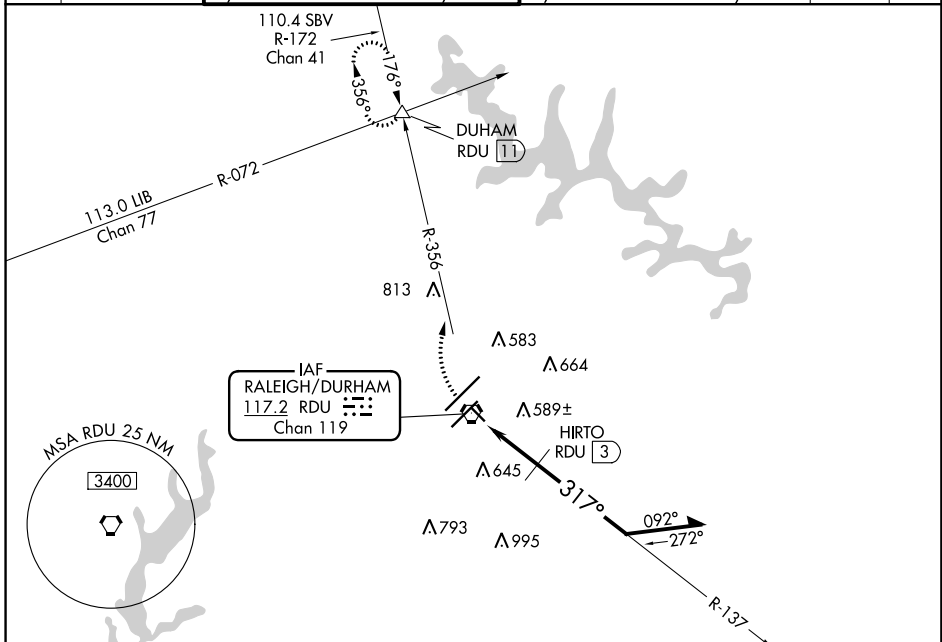 110.4 SBV
R-172
Chan 41
176°
356°
DUHAM
RDU 11
R-072
113.0 LIB
Chan 77
R-356
813
583
664
IAF
RALEIGH/DURHAM
117.2 RDU
Chan 119
589±
HIRTO
RDU 3
MSA RDU 25 NM
3400
645
317°
793
995
092°
272°
R-137